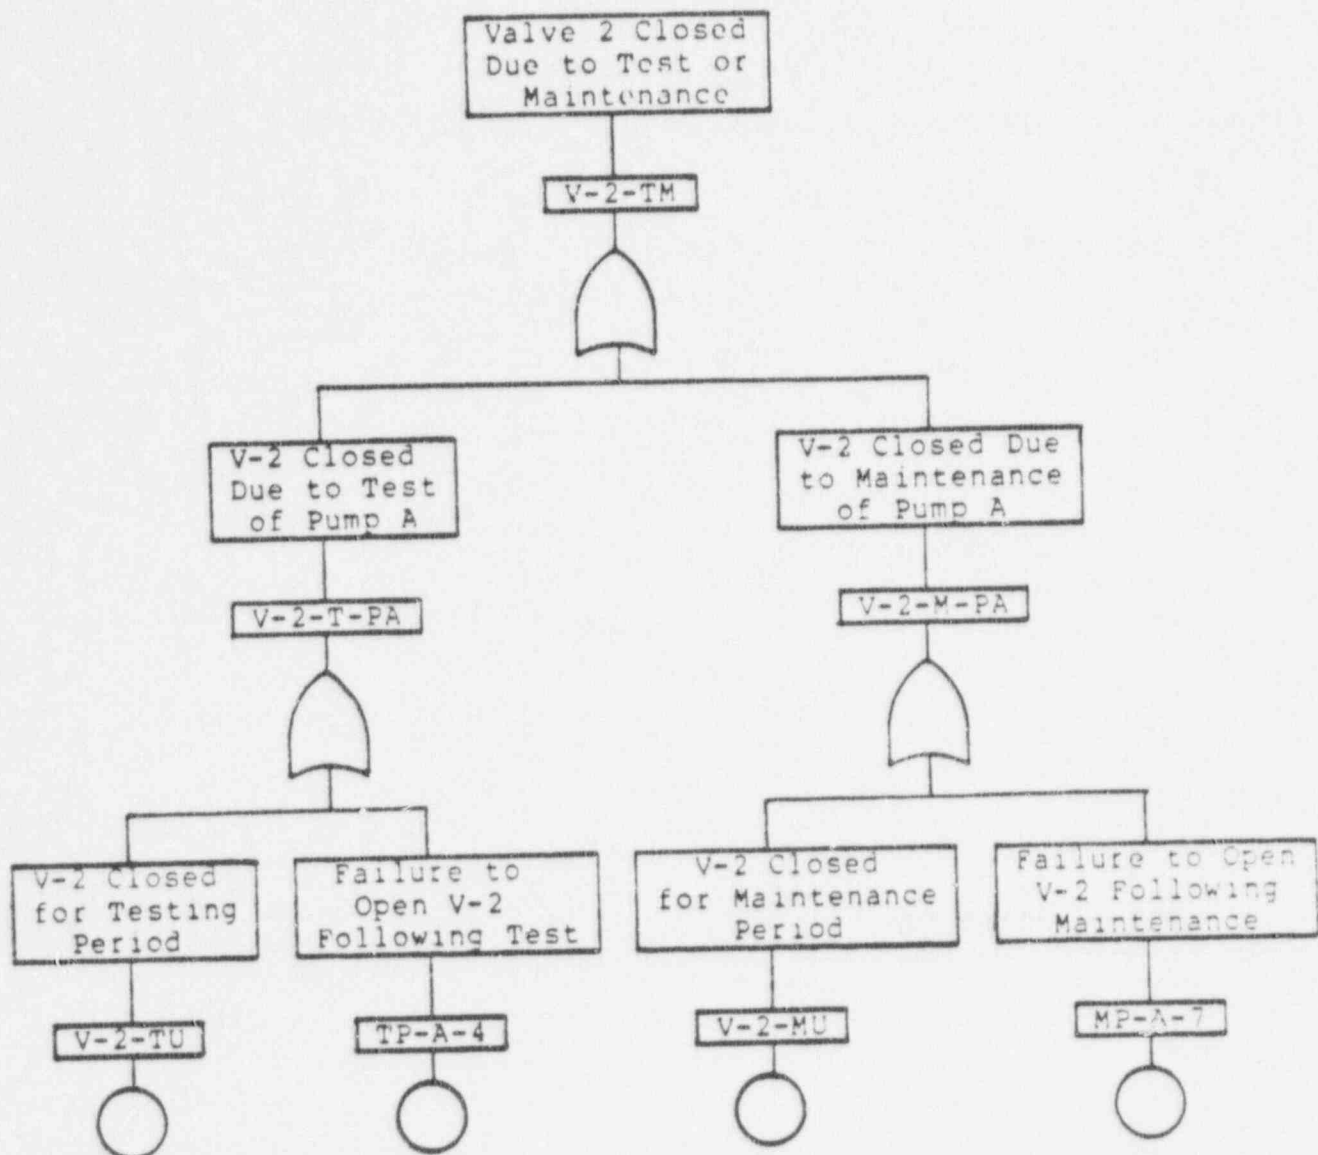 Valve 2 Closed
Due to Test or
Maintenance
V-2-TM
V-2 Closed
Due to Test
of Pump A
V-2 Closed Due
to Maintenance
of Pump A
V-2-T-PA
V-2-M-PA
V-2 Closed
for Testing
Period
Failure to
Open V-2
Following Test
V-2 Closed
for Maintenance
Period
Failure to Open
V-2 Following
Maintenance
V-2-TU
TP-A-4
V-2-MU
MP-A-7